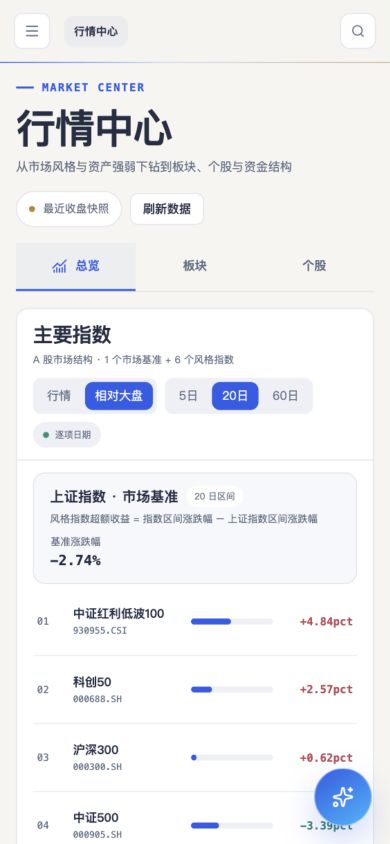 行情中心
MARKET CENTER
行情中心
从市场风格与资产强弱下钻到板块、个股与资金结构
最近收盘快照
刷新数据
总览
板块
个股
主要指数
A 股市场结构 · 1 个市场基准 + 6 个风格指数
行情
相对大盘
5日
20日
60日
逐项日期
上证指数 · 市场基准
20 日区间
风格指数超额收益 = 指数区间涨跌幅 − 上证指数区间涨跌幅
基准涨跌幅
−2.74%
01
中证红利低波100
930955.CSI
+4.84pct
02
科创50
000688.SH
+2.57pct
03
沪深300
000300.SH
+0.62pct
04
中证500
000905.SH
−3.39pct